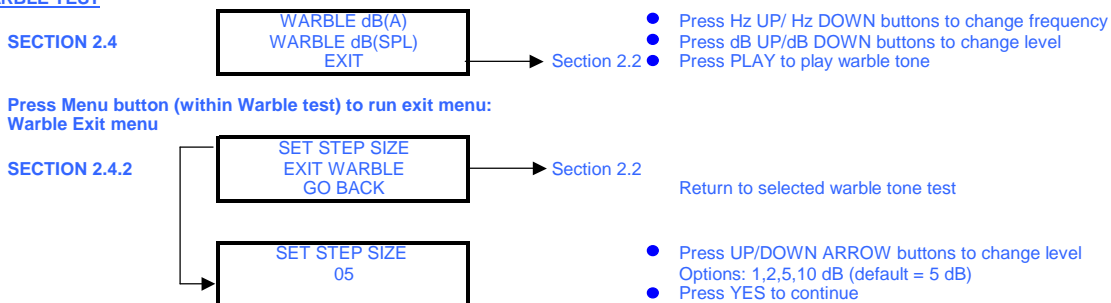 WARBLE dB(A)
● Press Hz UP/ Hz DOWN buttons to change frequency
SECTION 2.4
WARBLE dB(SPL)
● Press dB UP/dB DOWN buttons to change level
EXIT
Section 2.2
● Press PLAY to play warble tone
Press Menu button (within Warble test) to run exit menu:
Warble Exit menu
SET STEP SIZE
SECTION 2.4.2
EXIT WARBLE
Section 2.2
GO BACK
Return to selected warble tone test
SET STEP SIZE
05
● Press UP/DOWN ARROW buttons to change level
Options: 1,2,5,10 dB (default = 5 dB)
● Press YES to continue